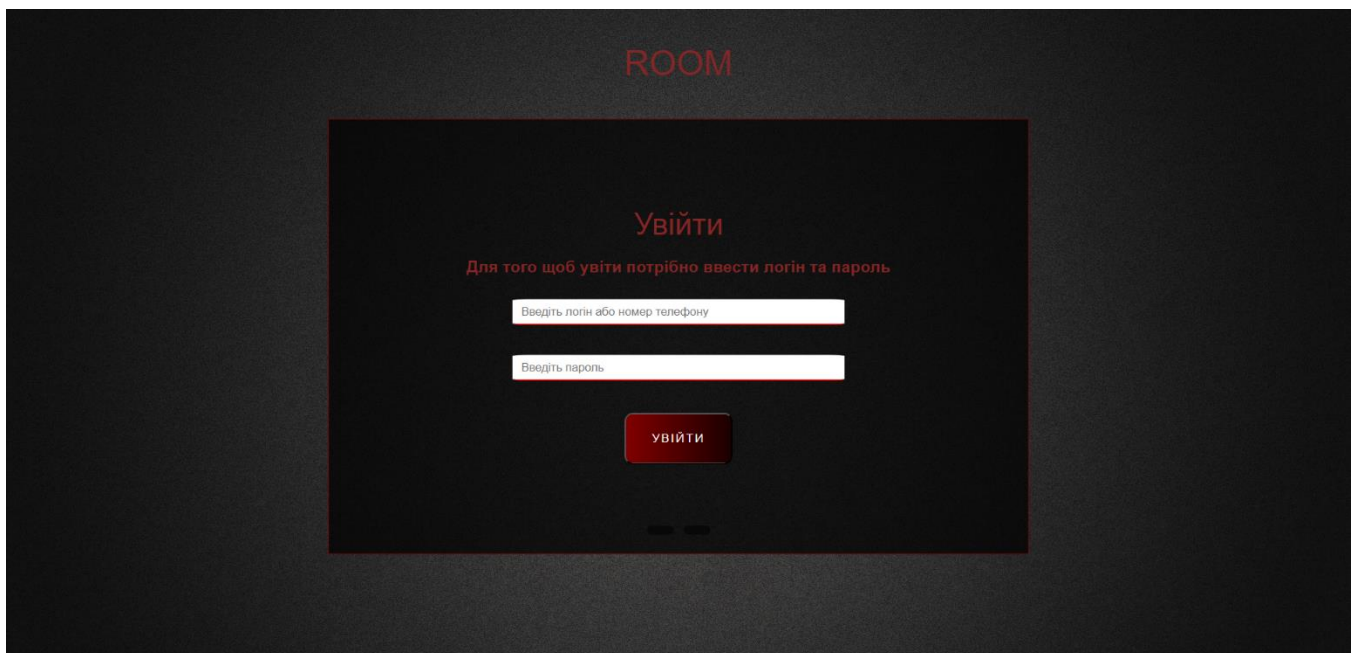 ROOM
Увійти
Для того щоб увіти потрібно ввести логін та пароль
Введіть логін або номер телефону
Введіть пароль
УВІЙТИ